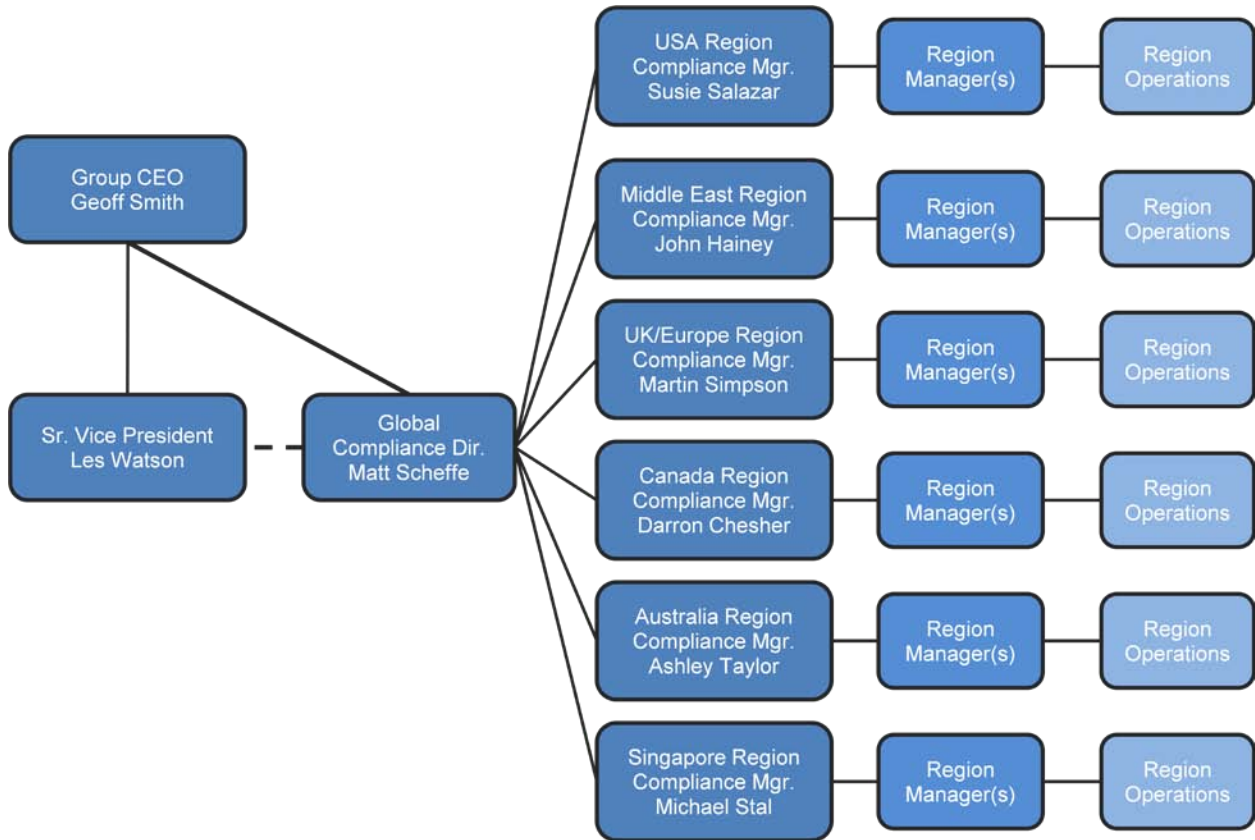 Group CEO
Geoff Smith
Sr. Vice President
Les Watson
Global
Compliance Dir.
Matt Scheffe
USA Region
Compliance Mgr.
Susie Salazar
Region
Manager(s)
Region
Operations
Middle East Region
Compliance Mgr.
John Hainey
Region
Manager(s)
Region
Operations
UK/Europe Region
Compliance Mgr.
Martin Simpson
Region
Manager(s)
Region
Operations
Canada Region
Compliance Mgr.
Darron Chesher
Region
Manager(s)
Region
Operations
Australia Region
Compliance Mgr.
Ashley Taylor
Region
Manager(s)
Region
Operations
Singapore Region
Compliance Mgr.
Michael Stal
Region
Manager(s)
Region
Operations